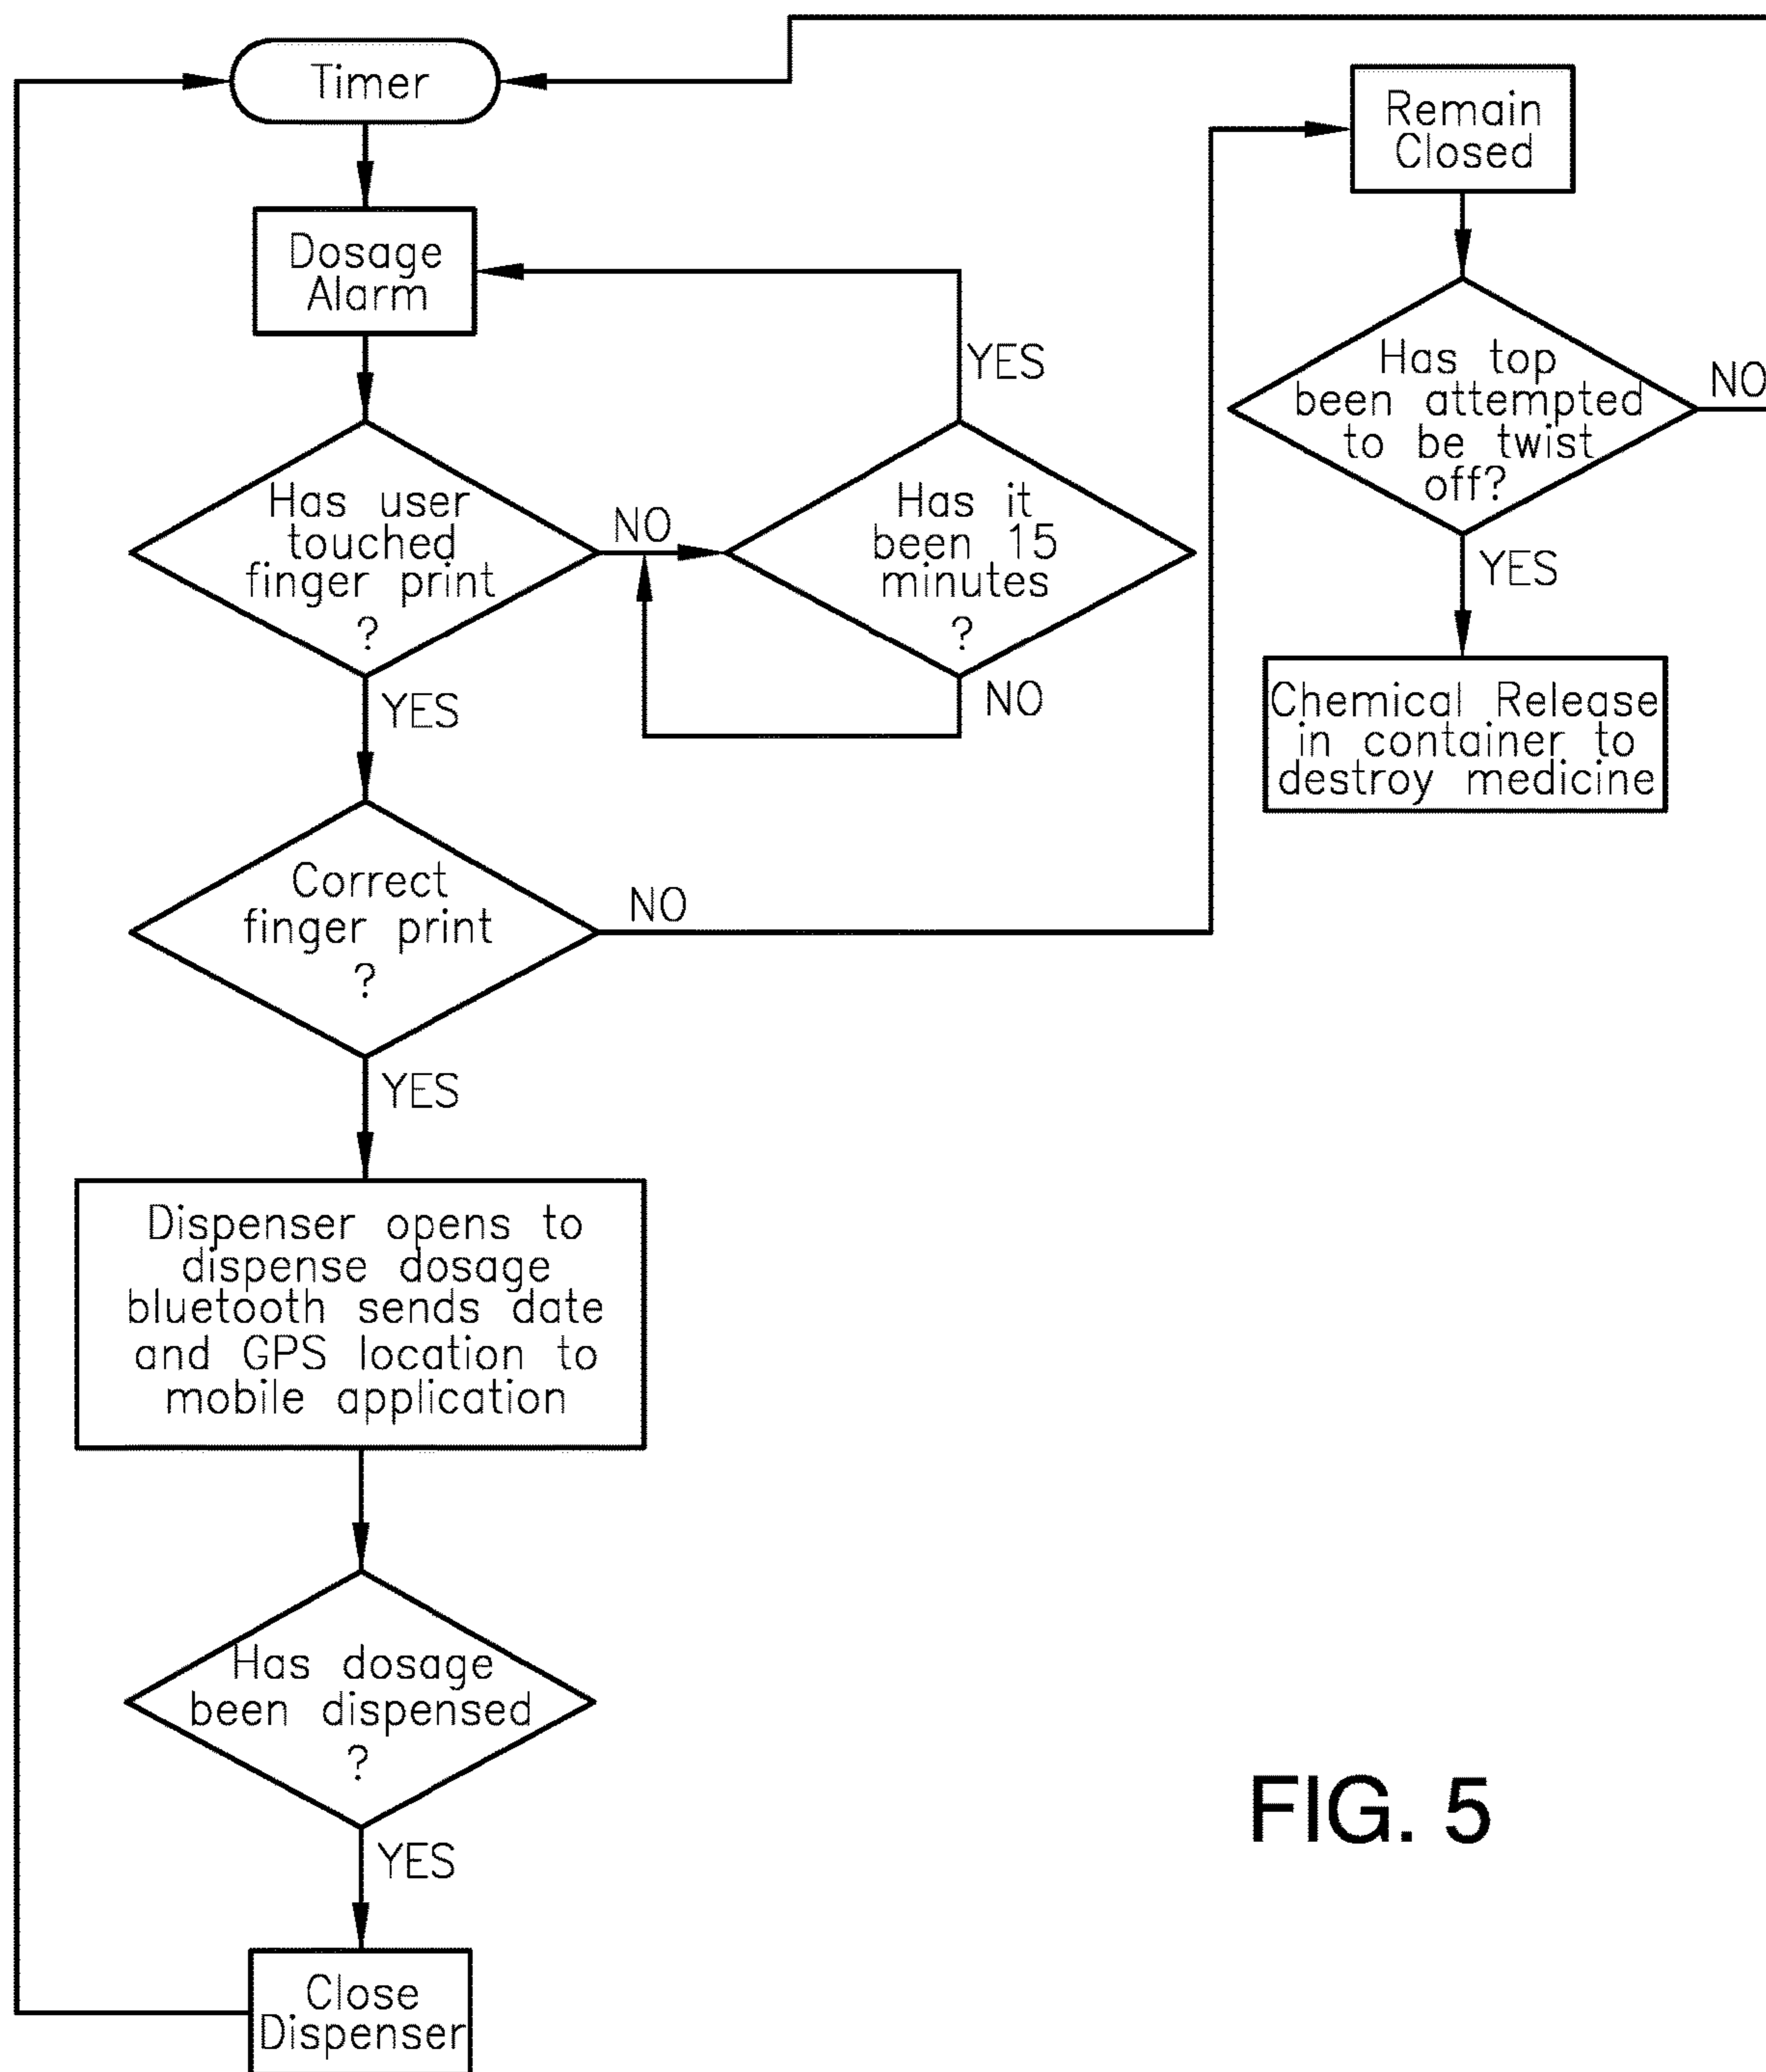 Timer
Dosage
Alarm
Has user
touched
finger print
?
NO
YES
Has it
been 15
minutes
?
YES
NO
Correct
finger print
?
NO
YES
Dispenser opens to
dispense dosage
bluetooth sends date
and GPS location to
mobile application
Has dosage
been dispensed
?
YES
Close
Dispenser
Remain
Closed
Has top
been attempted
to be twist
off?
NO
YES
Chemical Release
in container to
destroy medicine
FIG. 5